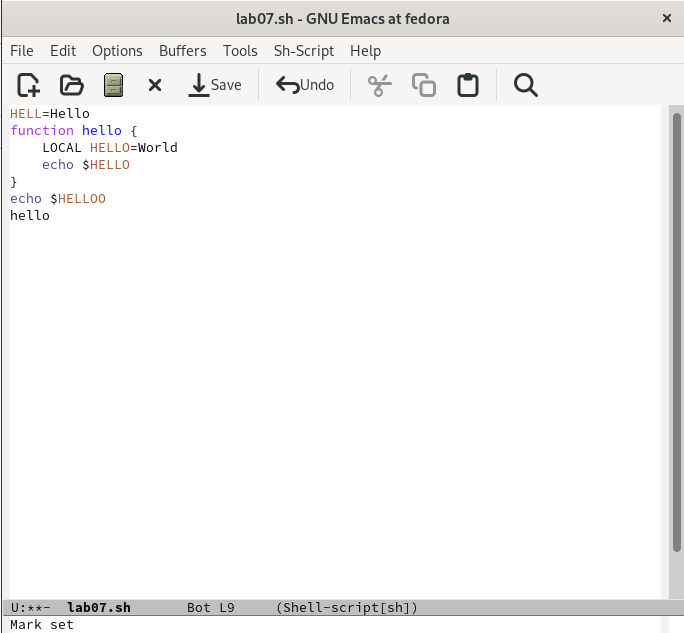 lab07.sh - GNU Emacs at fedora
File Edit Options Buffers Tools Sh-Script Help
Save Undo
HELL=Hello
function hello {
    LOCAL HELLO=World
    echo $HELLO
}
echo $HELLOO
hello
U:**-  lab07.sh       Bot L9     (Shell-script[sh])
Mark set